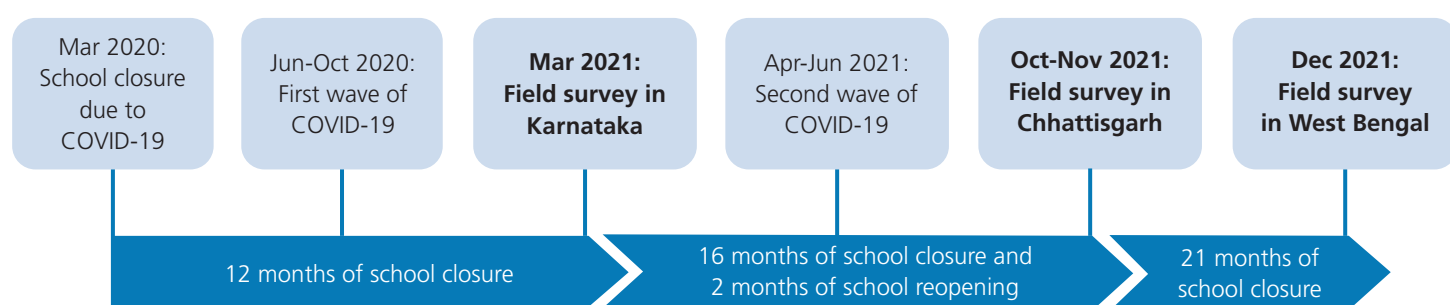 Mar 2020:
School closure
due to
COVID-19
Jun-Oct 2020:
First wave of
COVID-19
Mar 2021:
Field survey in
Karnataka
Apr-Jun 2021:
Second wave of
COVID-19
Oct-Nov 2021:
Field survey in
Chhattisgarh
Dec 2021:
Field survey
in West Bengal
12 months of school closure
16 months of school closure and
2 months of school reopening
21 months of
school closure